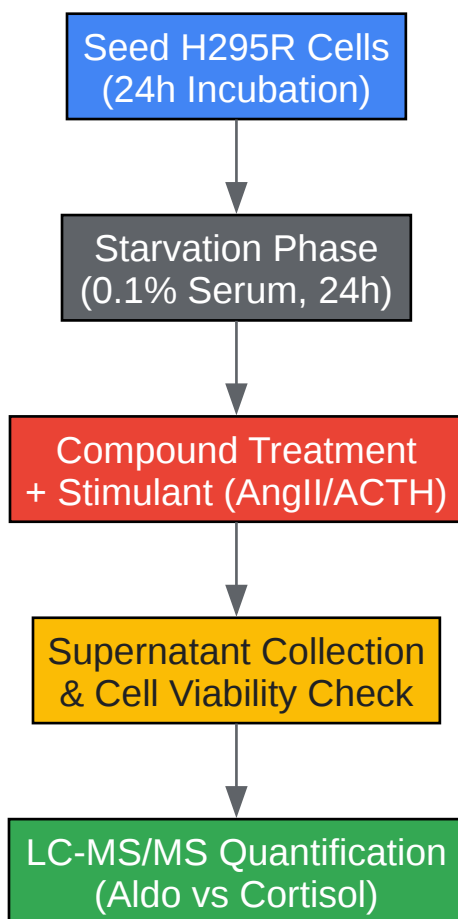 Seed H295R Cells
(24h Incubation)
Starvation Phase
(0.1% Serum, 24h)
Compound Treatment
+ Stimulant (AngII/ACTH)
Supernatant Collection
& Cell Viability Check
LC-MS/MS Quantification
(Aldo vs Cortisol)